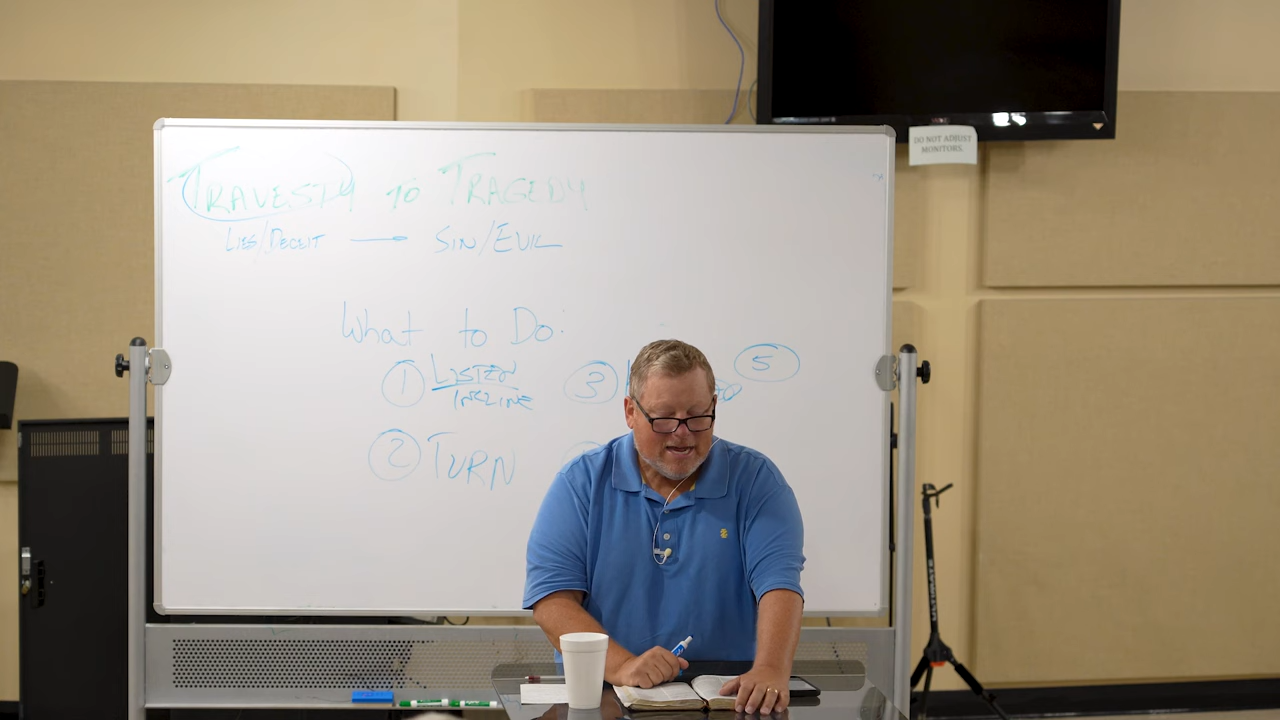 TRAVESTY to TRAGEDY
LIES/DECEIT SIN/EVIL
What to Do:
1 LISTEN
INCLINE
2 TURN
3
5
DO NOT ADJUST
MONITORS.
ULTIMATE